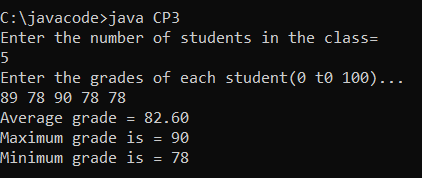 C:\javacode>java CP3
Enter the number of students in the class=
5
Enter the grades of each student(0 t0 100)...
89 78 90 78 78
Average grade = 82.60
Maximum grade is = 90
Minimum grade is = 78